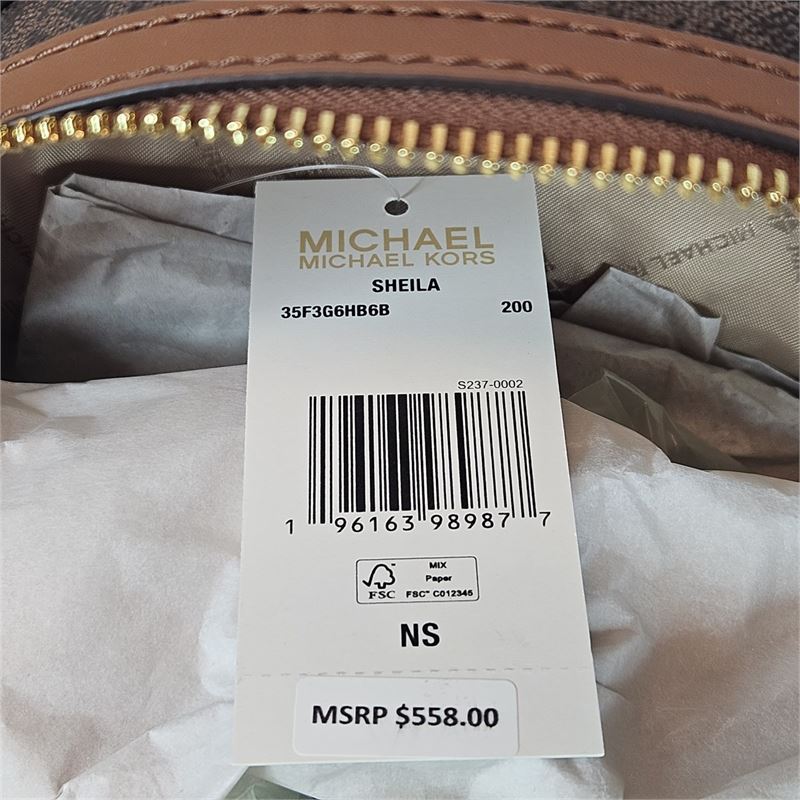 MICHAEL
MICHAEL KORS
SHEILA
35F3G6HB6B 200
S237-0002
1 96163 98987 7
MIX
Paper
FSC™ C012345
FSC
NS
MSRP $558.00
MICHAEL